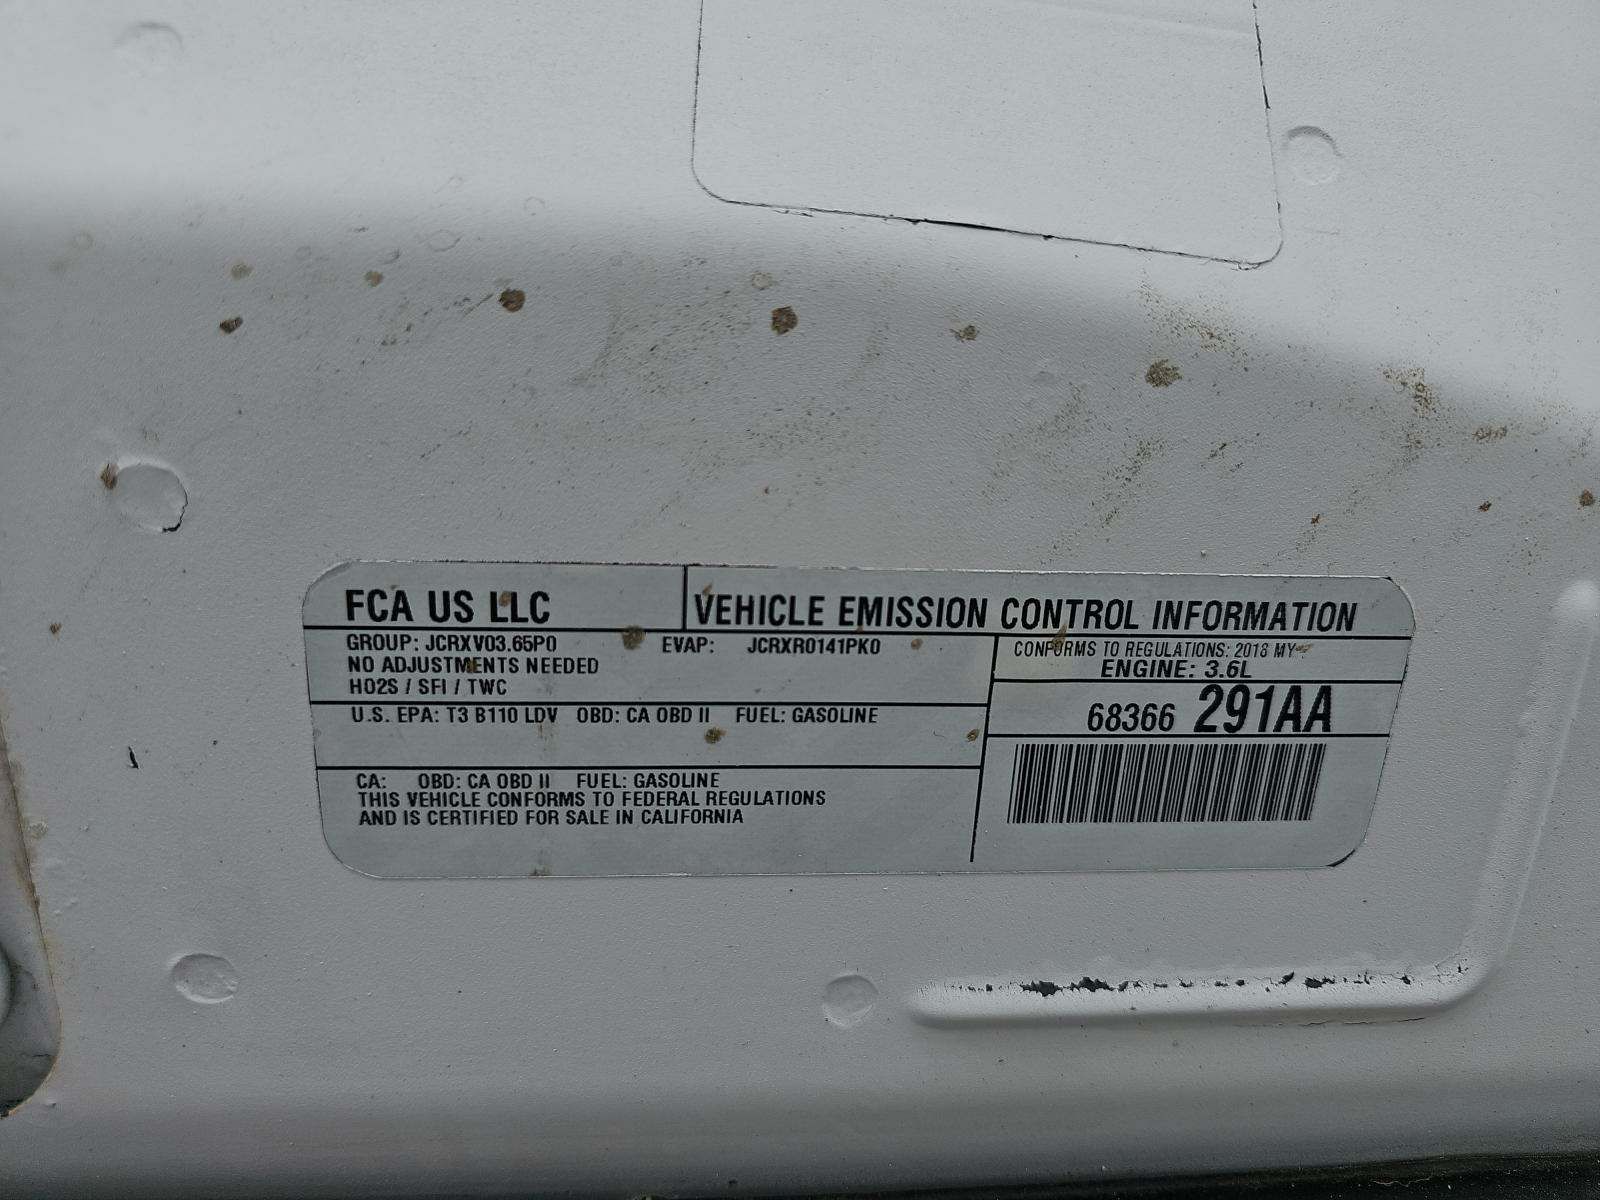 FCA US LLC
VEHICLE EMISSION CONTROL INFORMATION
GROUP: JCRXV03.65P0 EVAP: JCRXR0141PK0
NO ADJUSTMENTS NEEDED
HO2S / SFI / TWC
CONFORMS TO REGULATIONS: 2018 MY
ENGINE: 3.6L
68366 291AA
U.S. EPA: T3 B110 LDV OBD: CA OBD II FUEL: GASOLINE
CA: OBD: CA OBD II FUEL: GASOLINE
THIS VEHICLE CONFORMS TO FEDERAL REGULATIONS
AND IS CERTIFIED FOR SALE IN CALIFORNIA